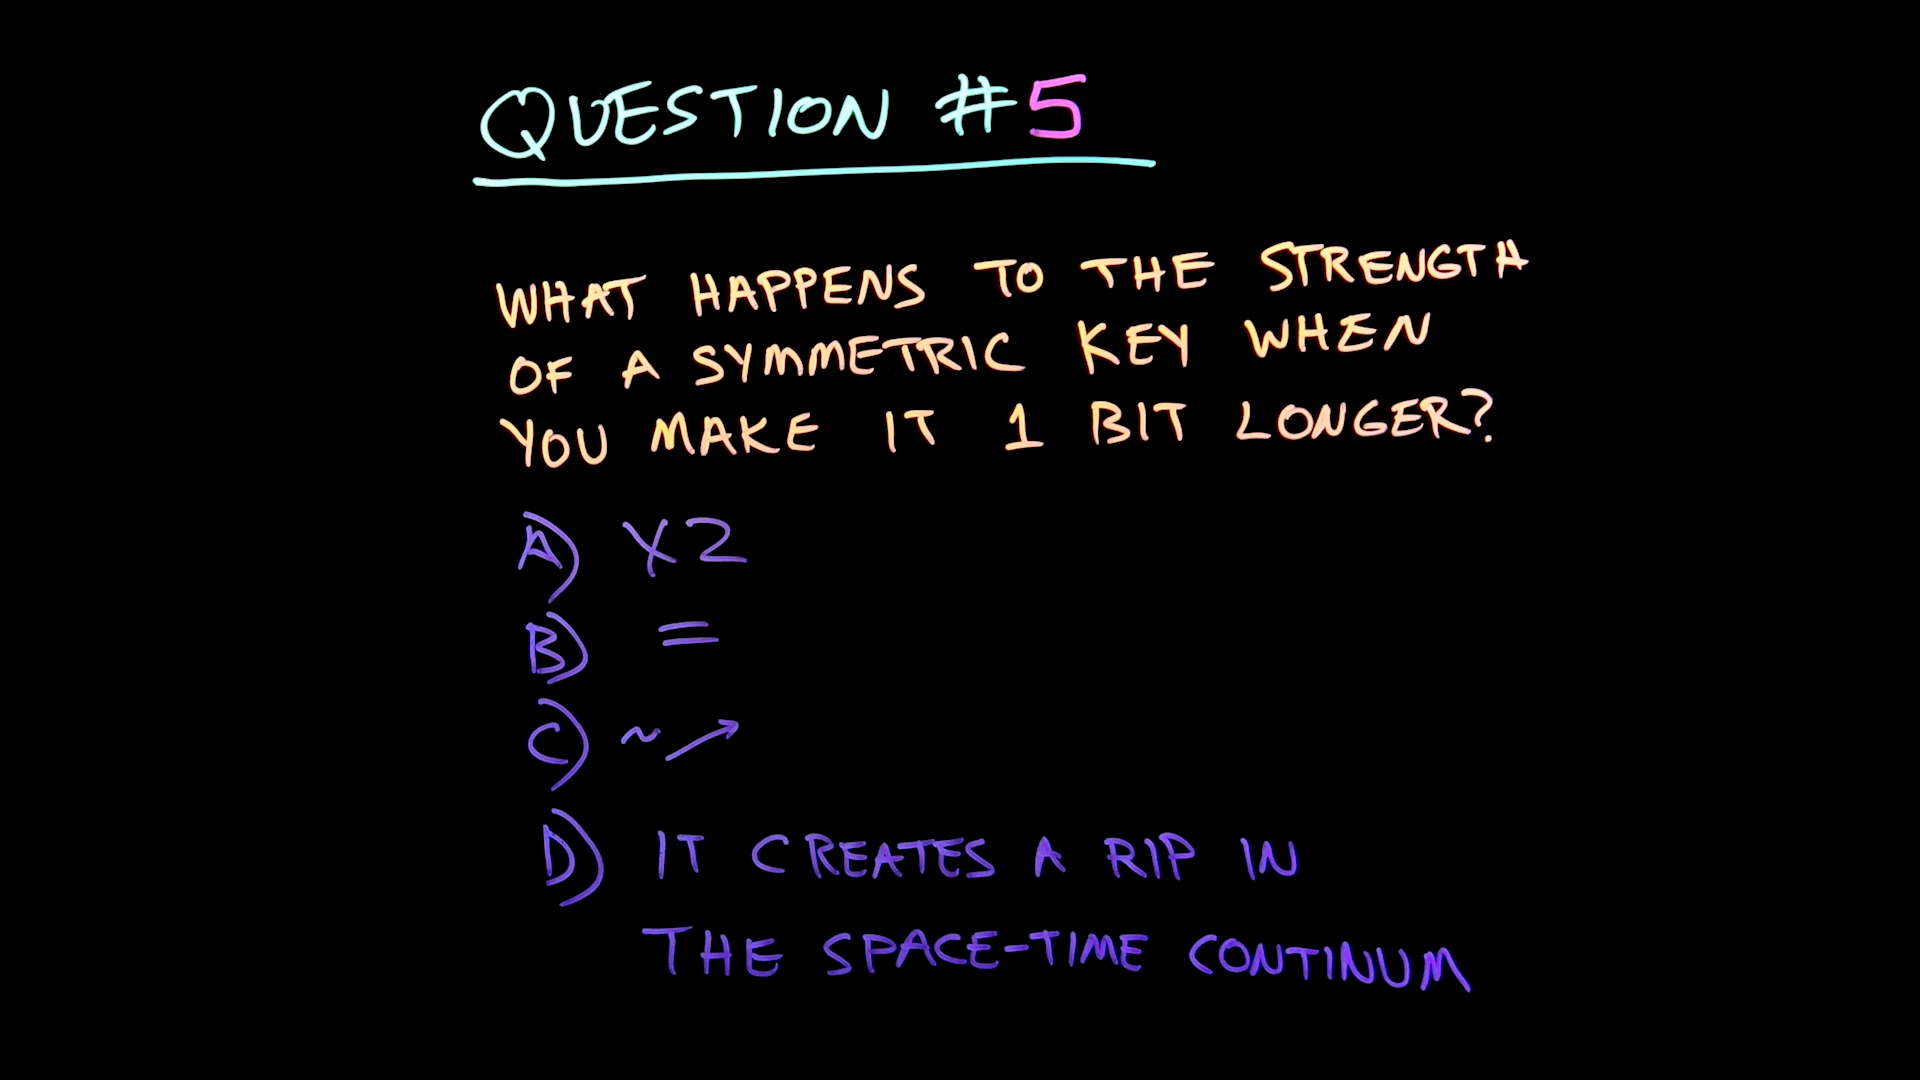 QUESTION #5
WHAT HAPPENS TO THE STRENGTH
OF A SYMMETRIC KEY WHEN
YOU MAKE IT 1 BIT LONGER?
A) X2
B) =
C) ~↗
D) IT CREATES A RIP IN
THE SPACE-TIME CONTINUM